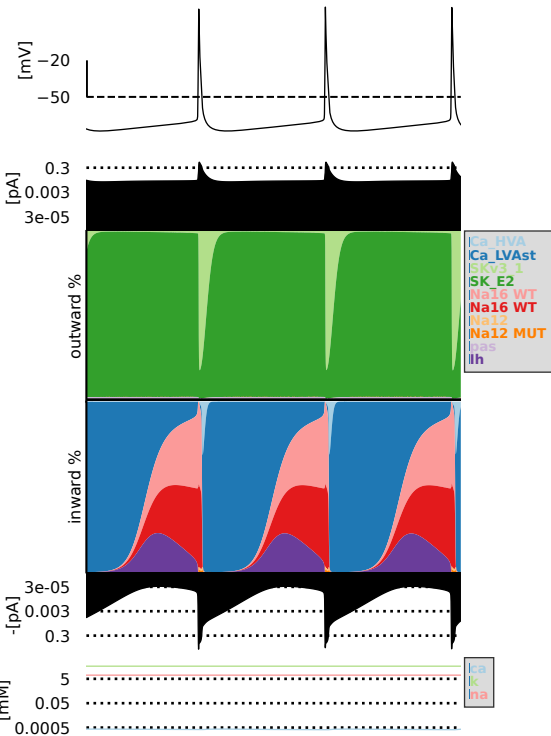 [mV]
−20
−50
[pA]
0.3
0.003
3e-05
outward %
Ca_HVA
Ca_LVAst
SKv3_1
SK_E2
Na16 WT
Na16 WT
Na12
Na12 MUT
pas
Ih
inward %
-[pA]
3e-05
0.003
0.3
[mM]
5
0.05
0.0005
ca
k
na